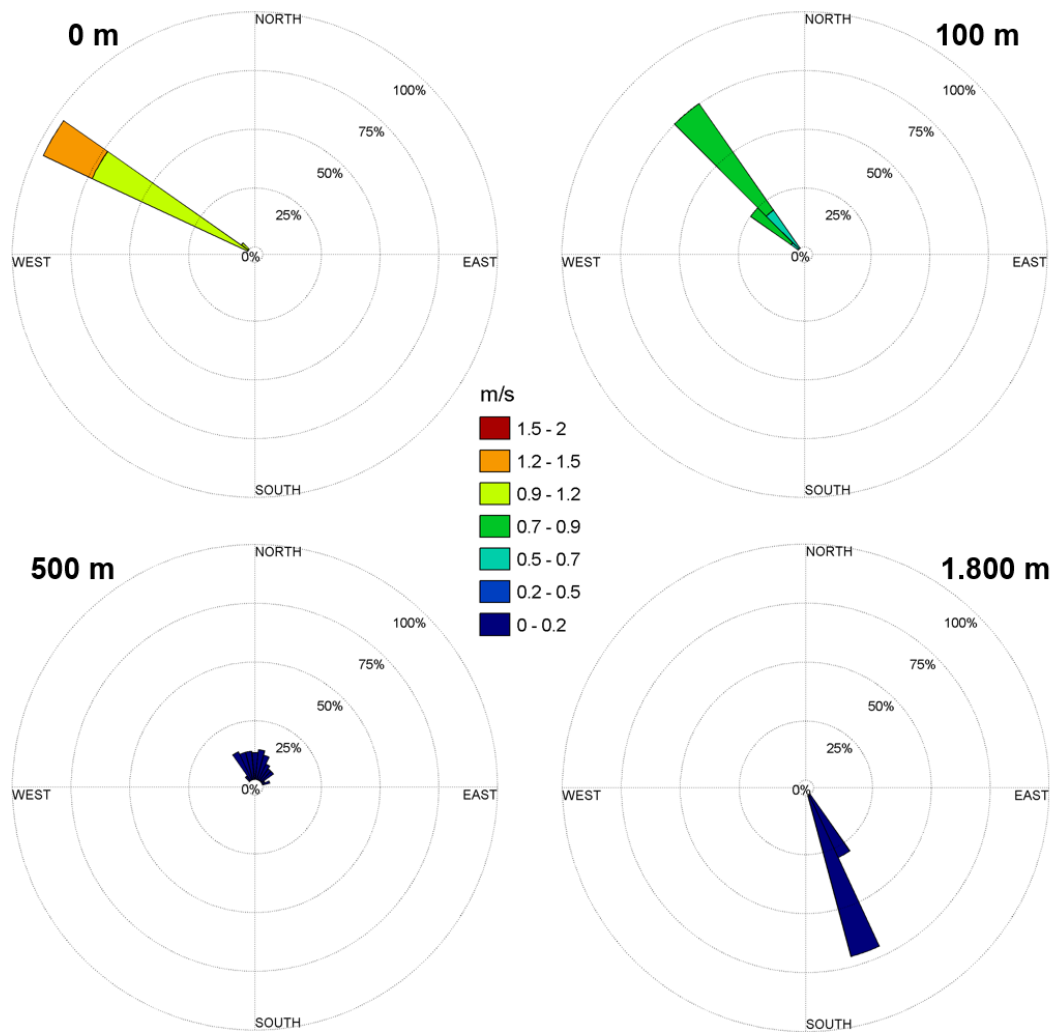 0 m
NORTH
100%
75%
50%
25%
0%
WEST
EAST
SOUTH
100 m
NORTH
100%
75%
50%
25%
0%
WEST
EAST
SOUTH
m/s
1.5 - 2
1.2 - 1.5
0.9 - 1.2
0.7 - 0.9
0.5 - 0.7
0.2 - 0.5
0 - 0.2
500 m
NORTH
100%
75%
50%
25%
0%
WEST
EAST
SOUTH
1.800 m
NORTH
100%
75%
50%
25%
0%
WEST
EAST
SOUTH